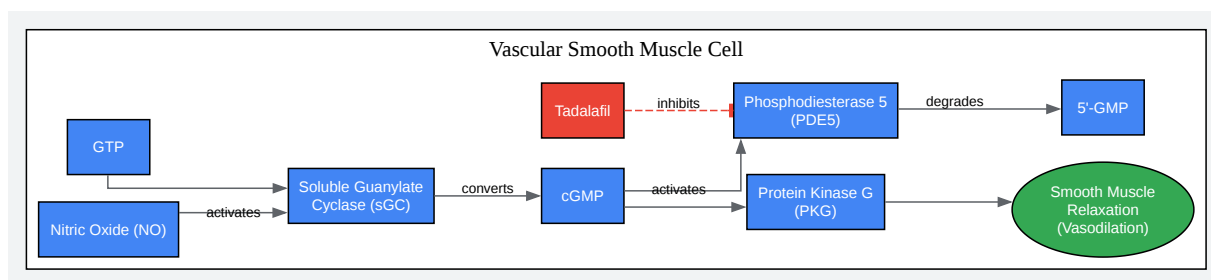 Vascular Smooth Muscle Cell
Tadalafil
inhibits
Phosphodiesterase 5
(PDE5)
degrades
5'-GMP
GTP
Nitric Oxide (NO)
activates
Soluble Guanylate
Cyclase (sGC)
converts
cGMP
activates
Protein Kinase G
(PKG)
Smooth Muscle
Relaxation
(Vasodilation)